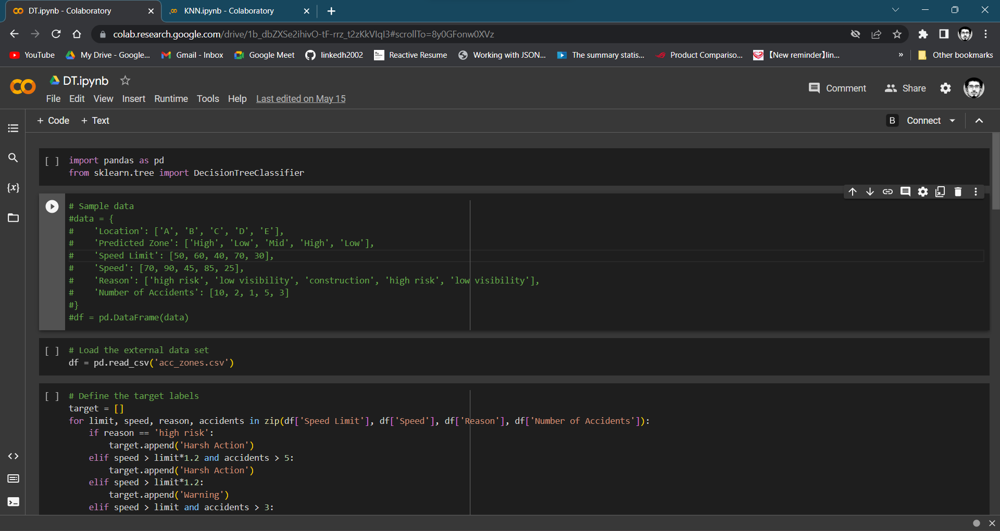 DT.ipynb - Colaboratory
KNN.ipynb - Colaboratory
colab.research.google.com/drive/1b_dbZXSe2ihivO-tF-rrz_t2zKkVIqI3#scrollTo=8y0GFonw0XVz
YouTube
My Drive - Google...
Gmail - Inbox
Google Meet
linkedh2002
Reactive Resume
Working with JSON...
The summary statis...
Product Compariso...
【New reminder】lin...
»
Other bookmarks
DT.ipynb
Comment
Share
File Edit View Insert Runtime Tools Help Last edited on May 15
+ Code + Text
B Connect
[ ] import pandas as pd
from sklearn.tree import DecisionTreeClassifier
{x}
# Sample data
#data = {
#    'Location': ['A', 'B', 'C', 'D', 'E'],
#    'Predicted Zone': ['High', 'Low', 'Mid', 'High', 'Low'],
#    'Speed Limit': [50, 60, 40, 70, 30],
#    'Speed': [70, 90, 45, 85, 25],
#    'Reason': ['high risk', 'low visibility', 'construction', 'high risk', 'low visibility'],
#    'Number of Accidents': [10, 2, 1, 5, 3]
#}
#df = pd.DataFrame(data)
[ ] # Load the external data set
df = pd.read_csv('acc_zones.csv')
[ ] # Define the target labels
target = []
for limit, speed, reason, accidents in zip(df['Speed Limit'], df['Speed'], df['Reason'], df['Number of Accidents']):
    if reason == 'high risk':
        target.append('Harsh Action')
    elif speed > limit*1.2 and accidents > 5:
        target.append('Harsh Action')
    elif speed > limit*1.2:
        target.append('Warning')
    elif speed > limit and accidents > 3: